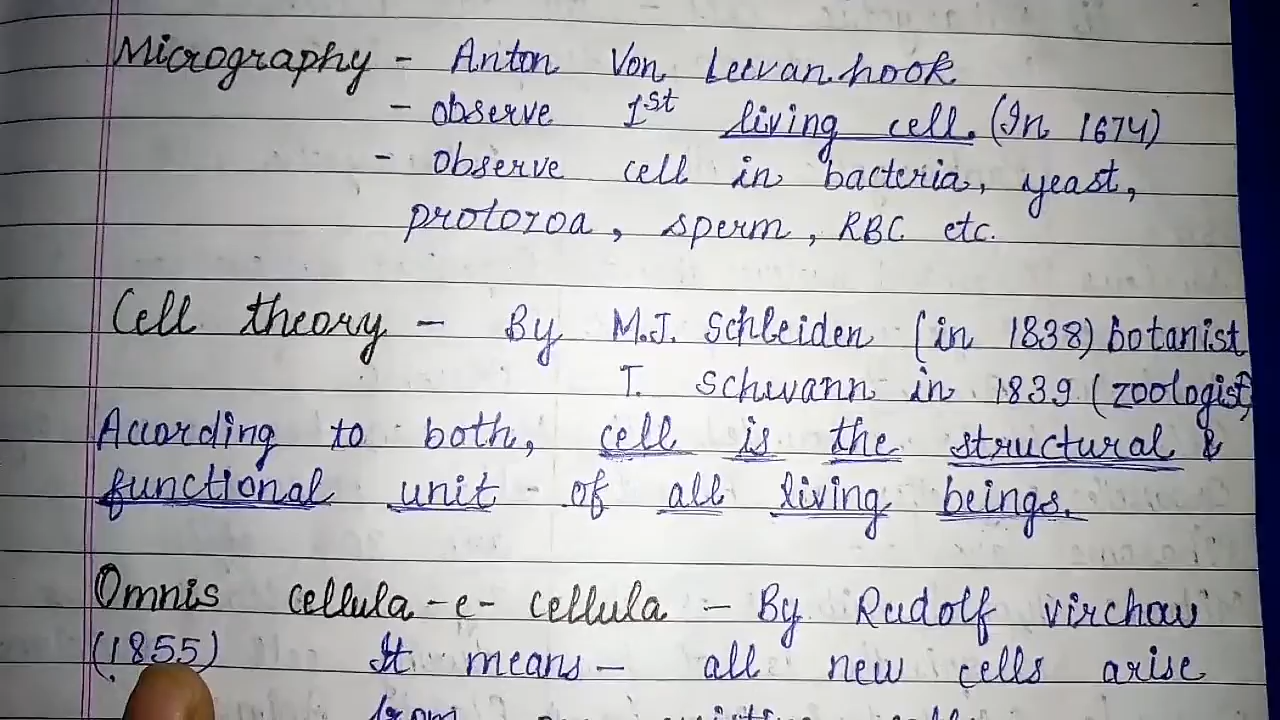 Micrography - Anton Von Leevanhook
- observe 1st living cell. (In 1674)
- observe cell in bacteria, yeast,
protozoa, sperm, RBC etc.
Cell theory - By M.J. Schleiden (in 1838) botanist
T. Schwann in 1839 (zoologist)
According to both, cell is the structural &
functional unit of all living beings.
Omnis cellula-e-cellula - By Rudolf virchow
(1855) It means - all new cells arise
from